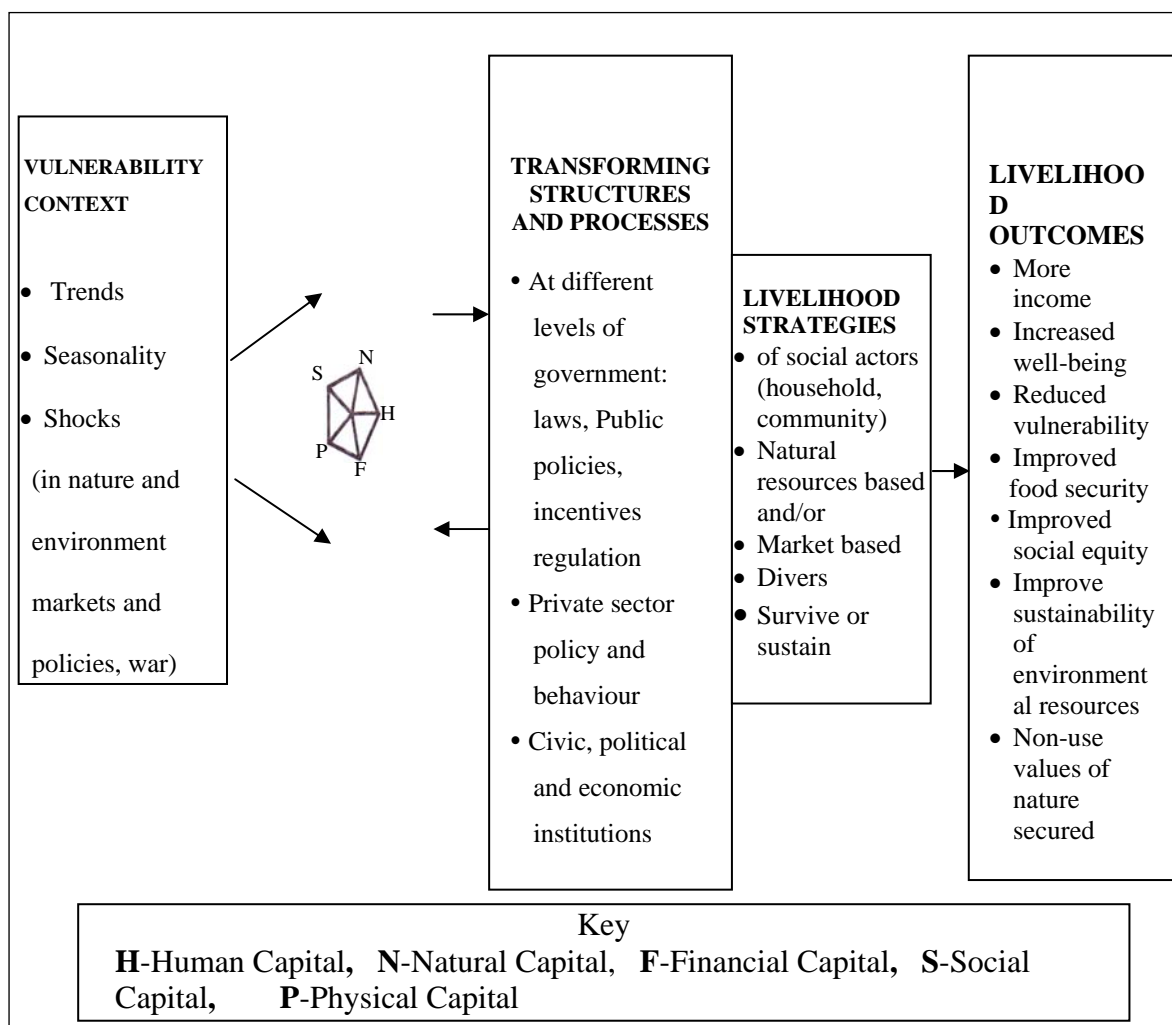 VULNERABILITY
CONTEXT
• Trends
• Seasonality
• Shocks
(in nature and
environment
markets and
policies, war)
S
N
H
P
F
TRANSFORMING
STRUCTURES
AND PROCESSES
• At different
levels of
government:
laws, Public
policies,
incentives
regulation
• Private sector
policy and
behaviour
• Civic, political
and economic
institutions
LIVELIHOOD
STRATEGIES
• of social actors
(household,
community)
• Natural
resources based
and/or
• Market based
• Divers
• Survive or
sustain
LIVELIHOO
D
OUTCOMES
• More
income
• Increased
well-being
• Reduced
vulnerability
• Improved
food security
• Improved
social equity
• Improve
sustainability
of
environment
al resources
• Non-use
values of
nature
secured
Key
H-Human Capital, N-Natural Capital, F-Financial Capital, S-Social
Capital, P-Physical Capital